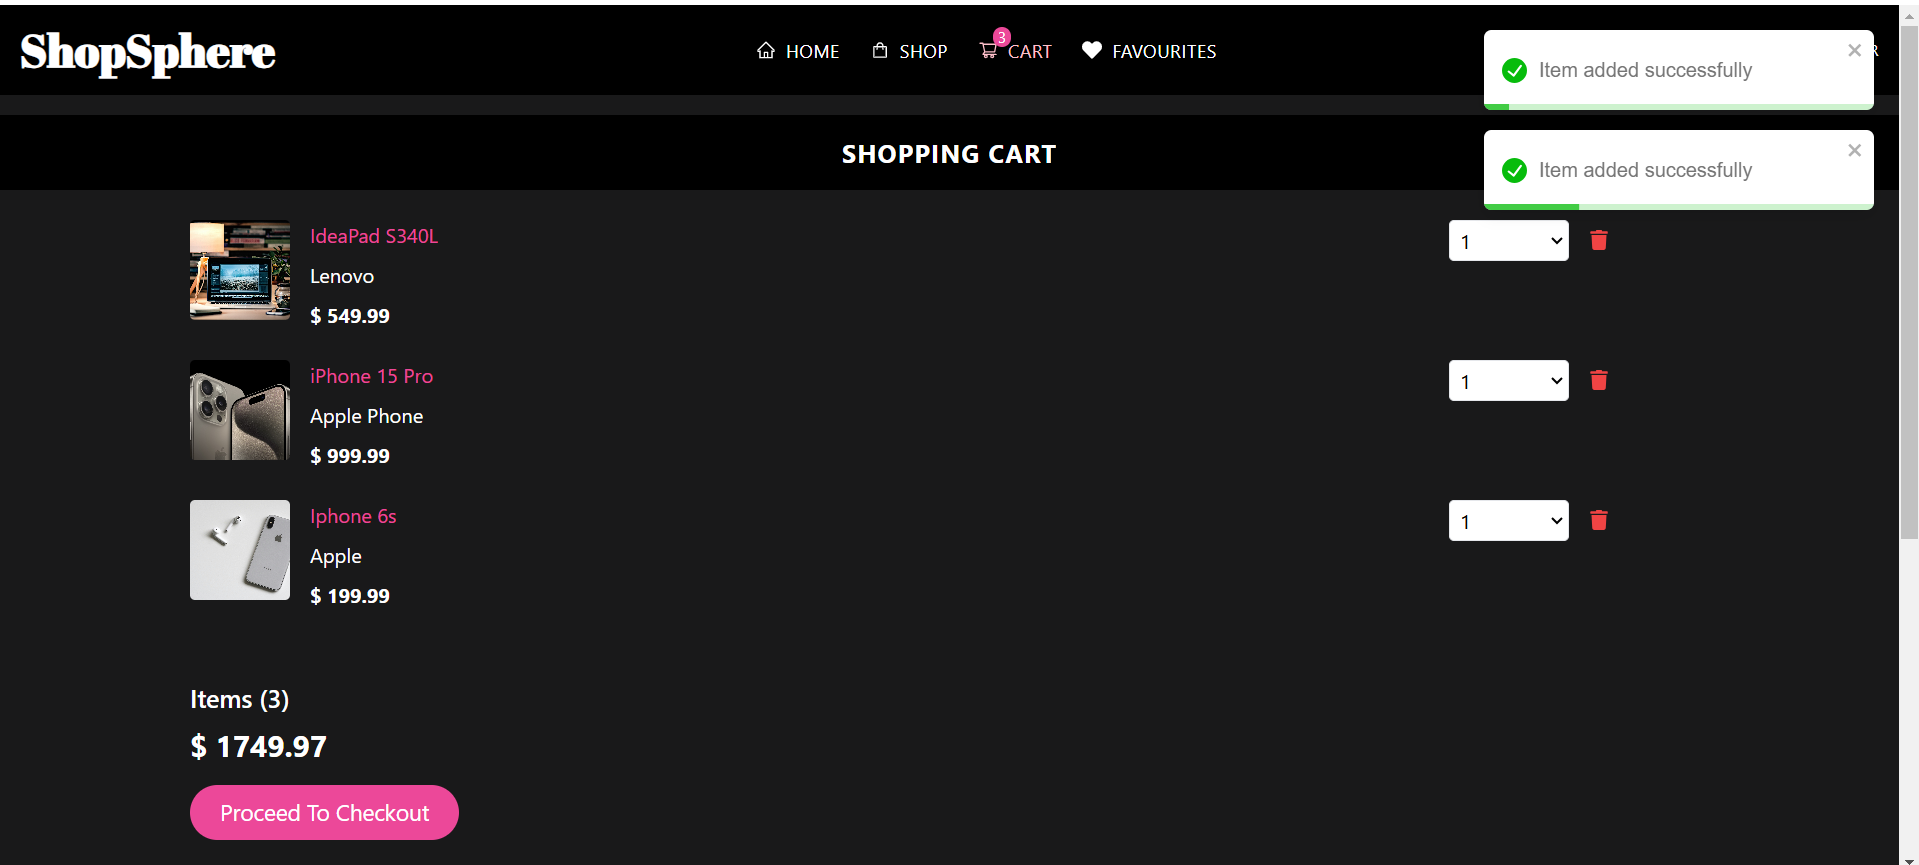 ShopSphere
HOME
SHOP
3
CART
FAVOURITES
R
Item added successfully
Item added successfully
SHOPPING CART
IdeaPad S340L
Lenovo
$ 549.99
1
iPhone 15 Pro
Apple Phone
$ 999.99
1
Iphone 6s
Apple
$ 199.99
1
Items (3)
$ 1749.97
Proceed To Checkout